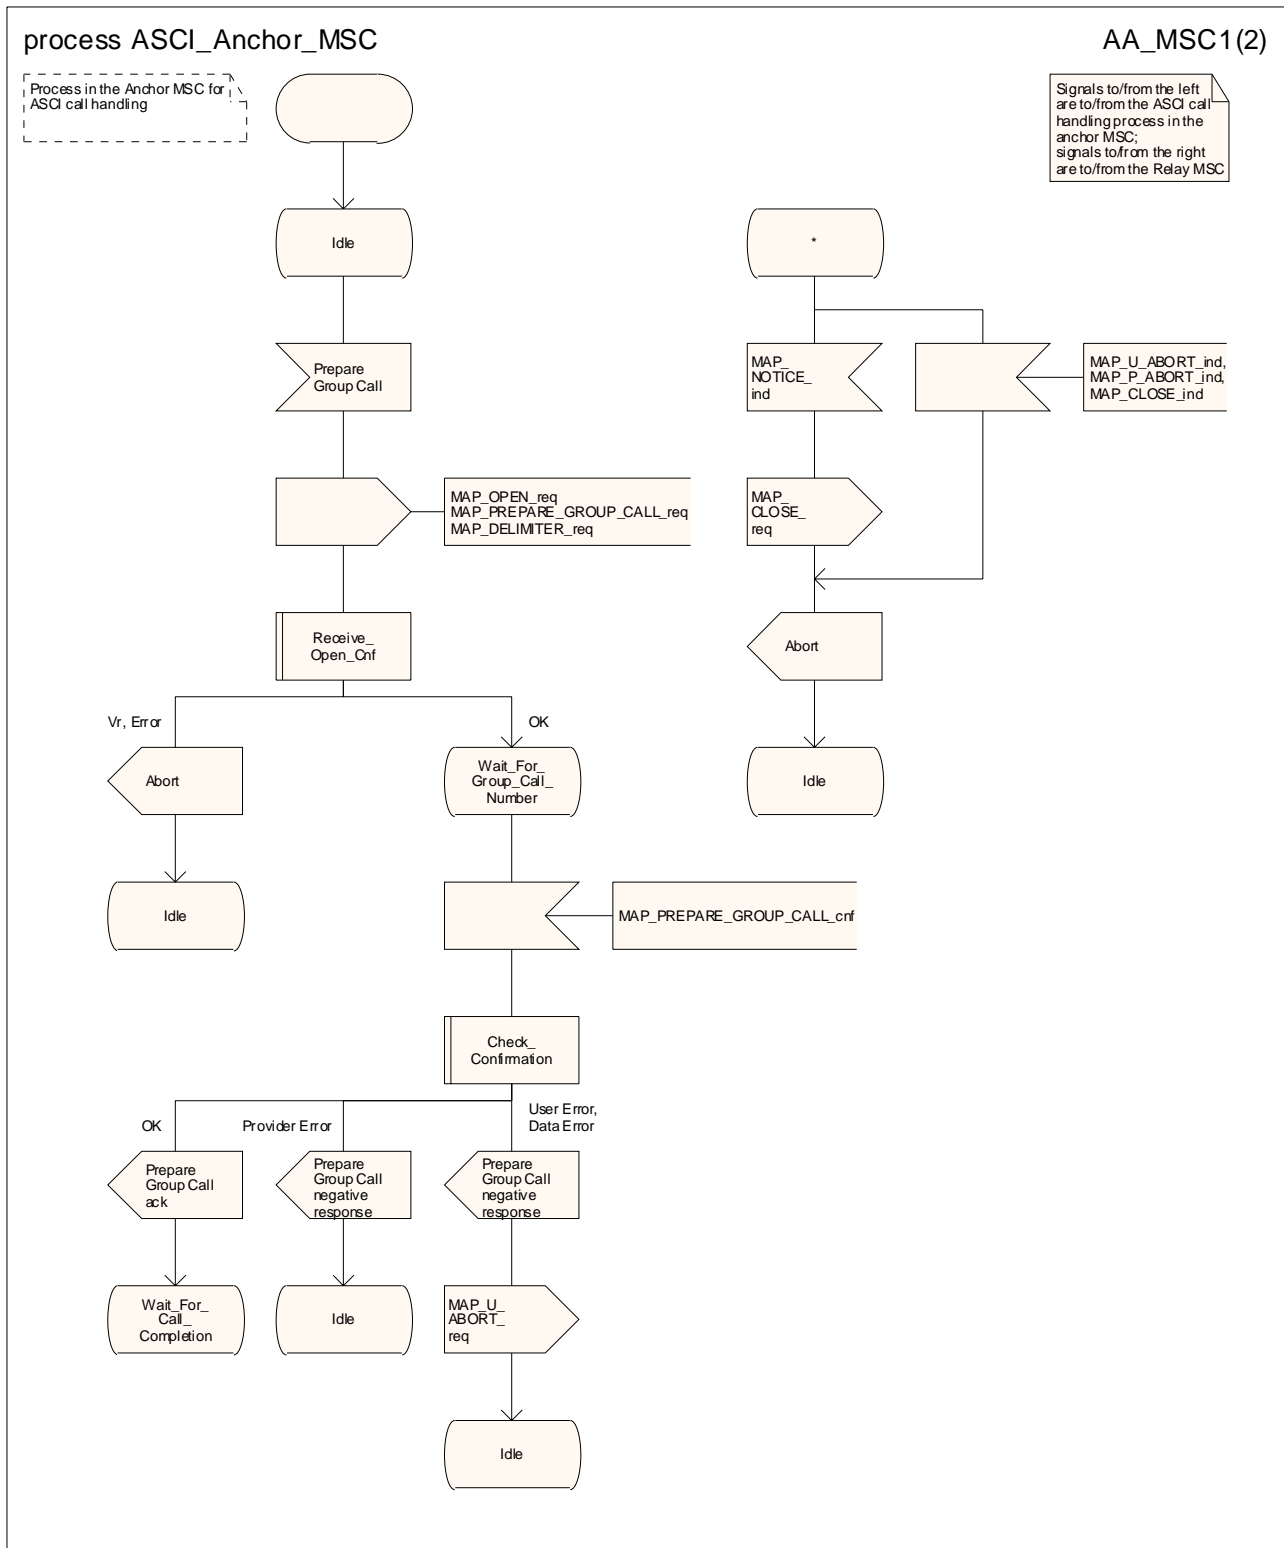 process ASCI_Anchor_MSC
AA_MSC1(2)
Process in the Anchor MSC for
ASCI call handling
Signals to/from the left
are to/from the ASCI call
handling process in the
anchor MSC;
signals to/from the right
are to/from the Relay MSC
Idle
*
Prepare
Group Call
MAP_
NOTICE_
ind
MAP_U_ABORT_ind,
MAP_P_ABORT_ind,
MAP_CLOSE_ind
MAP_OPEN_req
MAP_PREPARE_GROUP_CALL_req
MAP_DELIMITER_req
MAP_
CLOSE_
req
Receive_
Open_Cnf
Abort
Vr, Error
OK
Abort
Wait_For_
Group_Call_
Number
Idle
Idle
MAP_PREPARE_GROUP_CALL_cnf
Check_
Confirmation
OK
Provider Error
User Error,
Data Error
Prepare
Group Call
ack
Prepare
Group Call
negative
response
Prepare
Group Call
negative
response
Wait_For_
Call_
Completion
Idle
MAP_U_
ABORT_
req
Idle